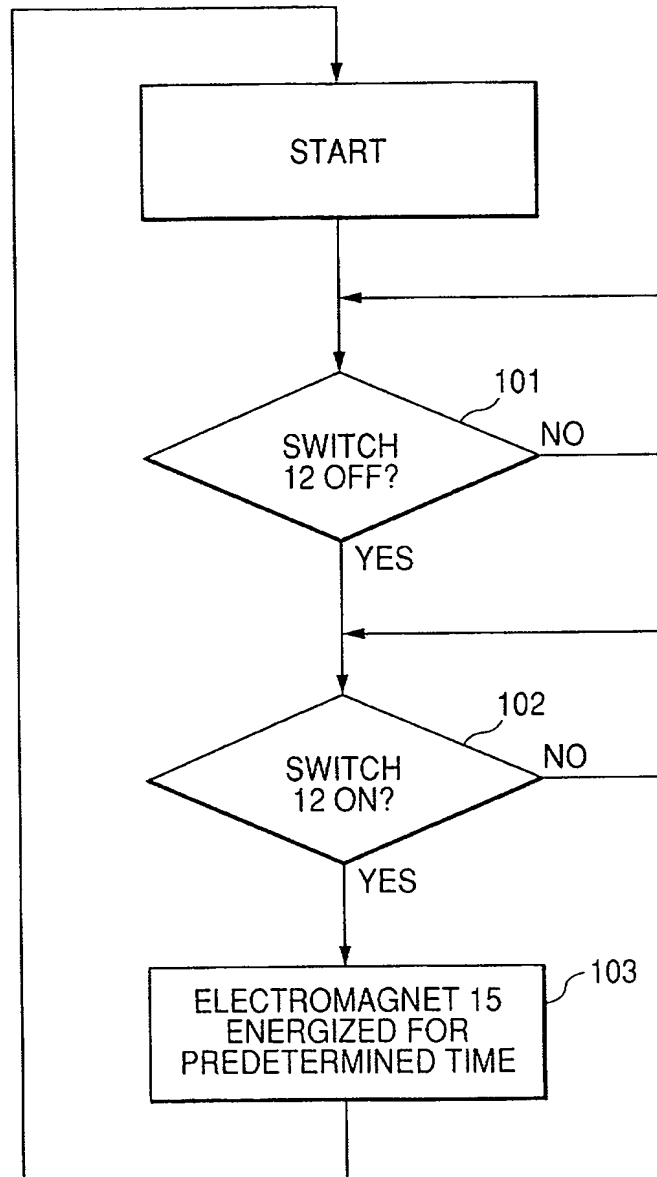 START
101
SWITCH
12 OFF?
NO
YES
102
SWITCH
12 ON?
NO
YES
103
ELECTROMAGNET 15
ENERGIZED FOR
PREDETERMINED TIME